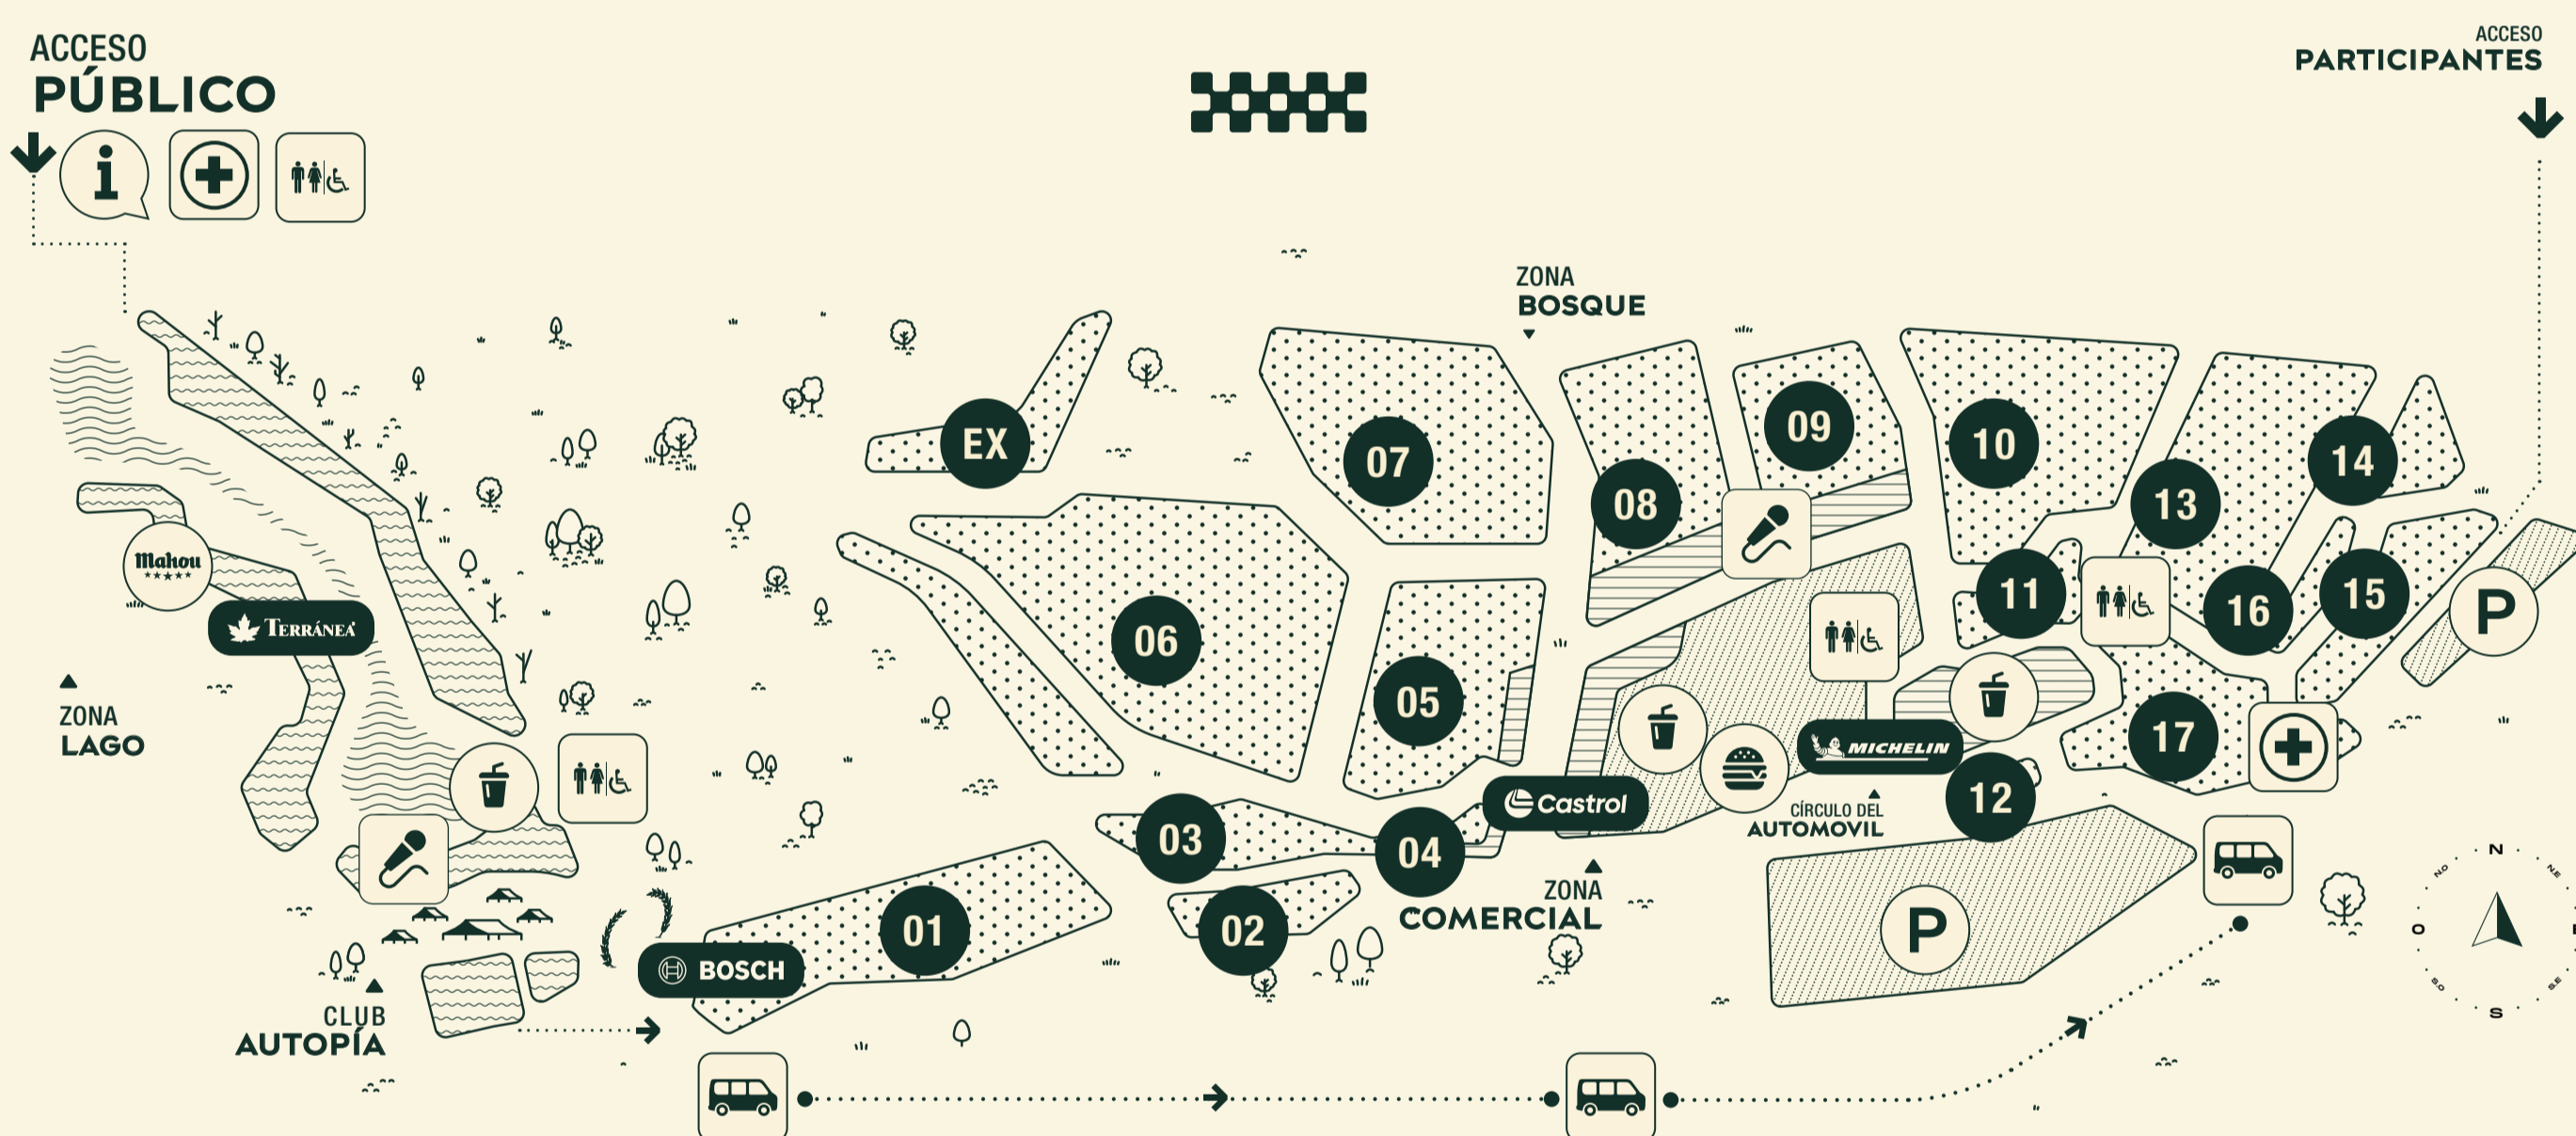 ACCESO
PÚBLICO
ACCESO
PARTICIPANTES
ZONA
BOSQUE
EX
07
08
09
10
13
14
Mahou
TERRÁNEA
06
05
11
16
15
P
ZONA
LAGO
17
MICHELIN
Castrol
CÍRCULO DEL
AUTOMOVIL
12
03
04
ZONA
COMERCIAL
01
02
BOSCH
P
CLUB
AUTOPÍA
N
N.O
N.E
O
S.O
S.E
S